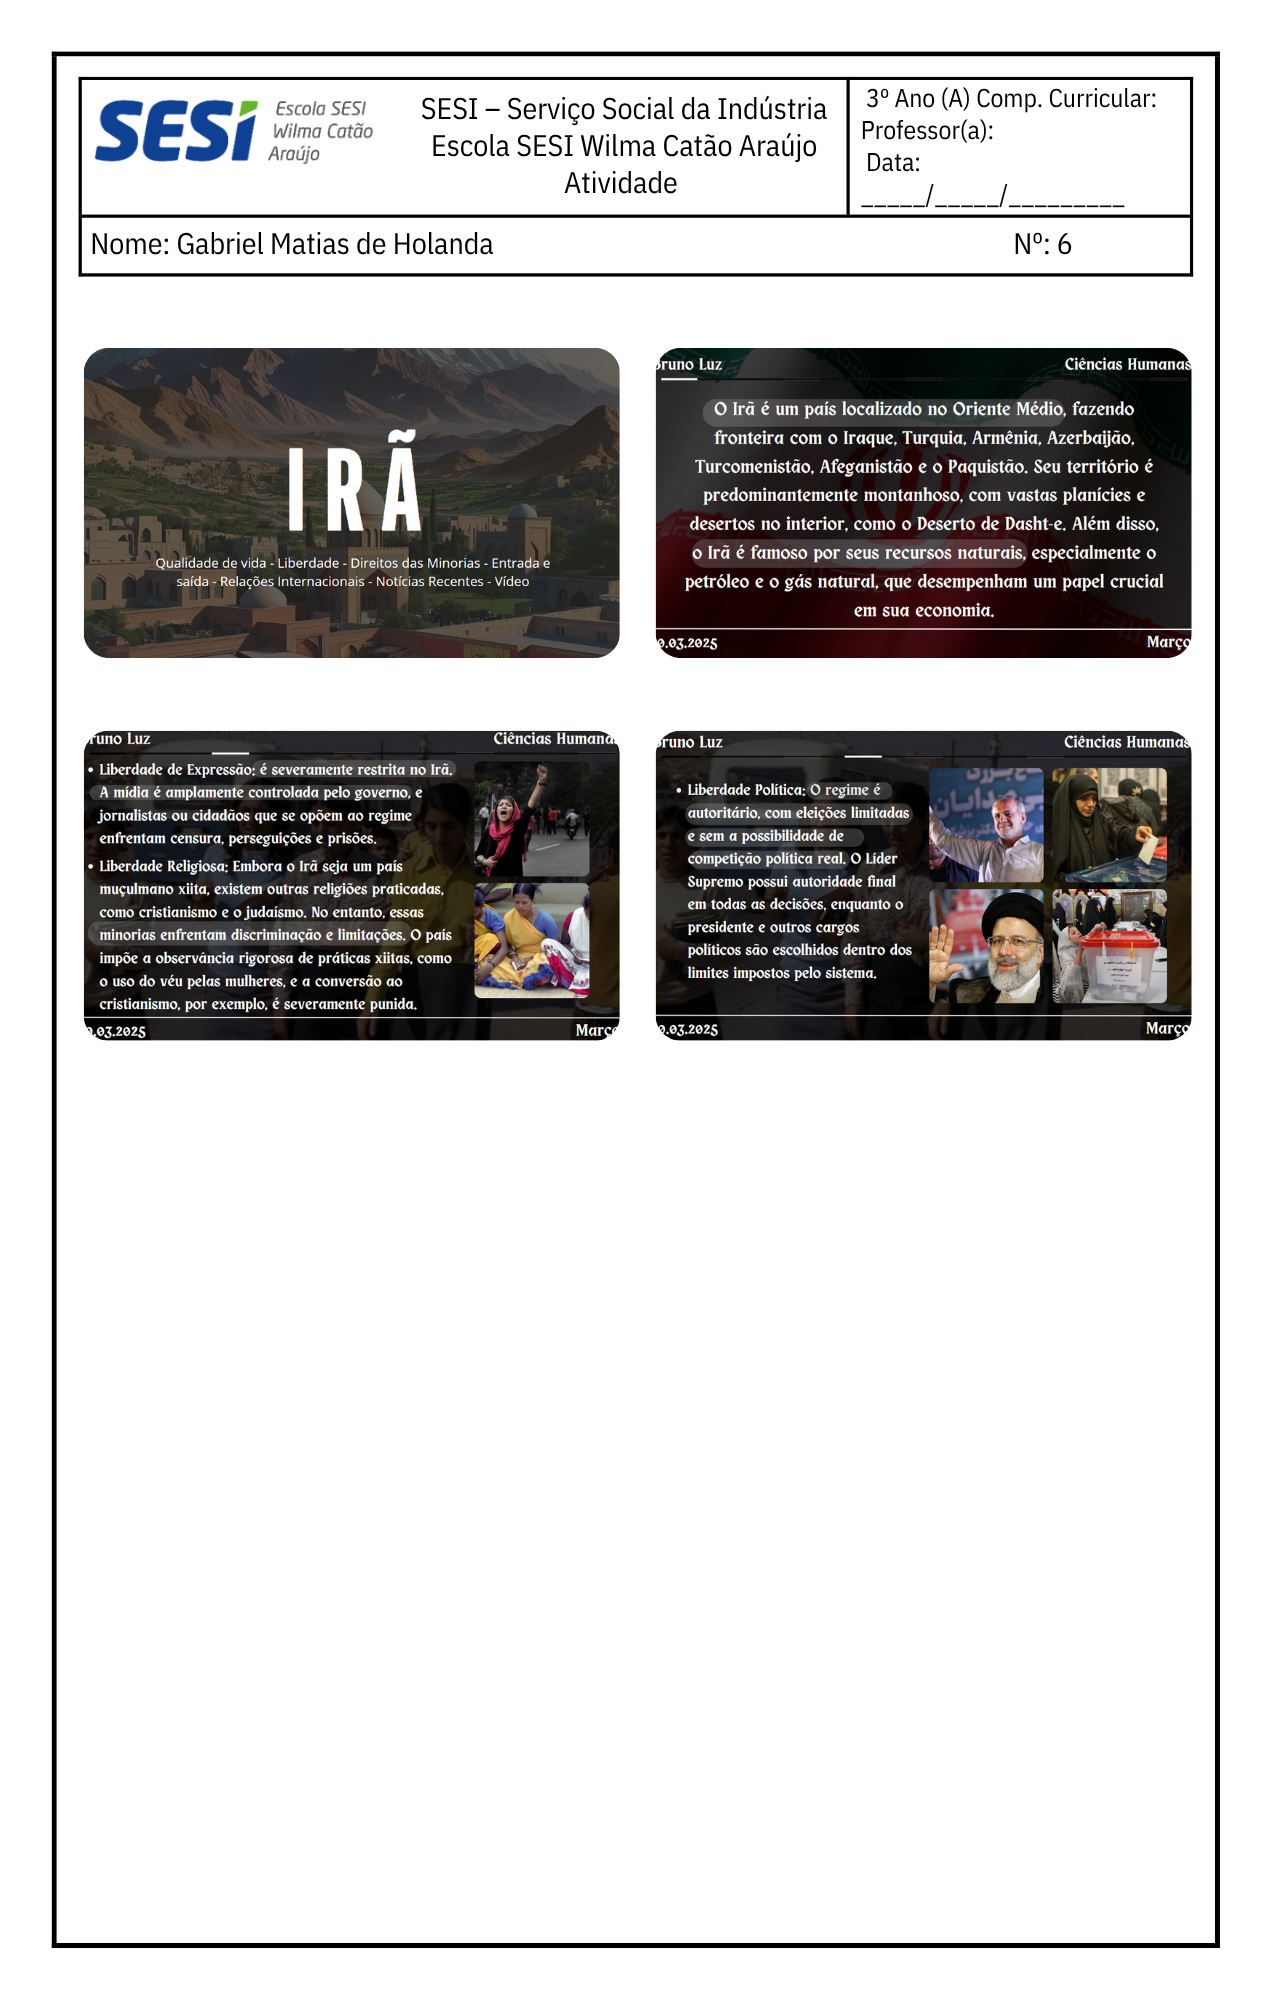 SESI
Escola SESI
Wilma Catão
Araújo
SESI – Serviço Social da Indústria
Escola SESI Wilma Catão Araújo
Atividade
3º Ano (A) Comp. Curricular:
Professor(a):
Data:
_____/_____/_________
Nome: Gabriel Matias de Holanda Nº: 6
IRÃ
Qualidade de vida - Liberdade - Direitos das Minorias - Entrada e
saída - Relações Internacionais - Notícias Recentes - Vídeo
Bruno Luz Ciências Humanas
O Irã é um país localizado no Oriente Médio, fazendo
fronteira com o Iraque, Turquia, Armênia, Azerbaijão,
Turcomenistão, Afeganistão e o Paquistão. Seu território é
predominantemente montanhoso, com vastas planícies e
desertos no interior, como o Deserto de Dasht-e. Além disso,
o Irã é famoso por seus recursos naturais, especialmente o
petróleo e o gás natural, que desempenham um papel crucial
em sua economia.
0.03.2025 Março
runo Luz Ciências Humana
• Liberdade de Expressão: é severamente restrita no Irã.
A mídia é amplamente controlada pelo governo, e
jornalistas ou cidadãos que se opõem ao regime
enfrentam censura, perseguições e prisões.
• Liberdade Religiosa: Embora o Irã seja um país
muçulmano xiita, existem outras religiões praticadas,
como cristianismo e o judaísmo. No entanto, essas
minorias enfrentam discriminação e limitações. O país
impõe a observância rigorosa de práticas xiitas, como
o uso do véu pelas mulheres, e a conversão ao
cristianismo, por exemplo, é severamente punida.
0.03.2025 Março
Bruno Luz Ciências Humanas
• Liberdade Política: O regime é
autoritário, com eleições limitadas
e sem a possibilidade de
competição política real. O Líder
Supremo possui autoridade final
em todas as decisões, enquanto o
presidente e outros cargos
políticos são escolhidos dentro dos
limites impostos pelo sistema.
0.03.2025 Março